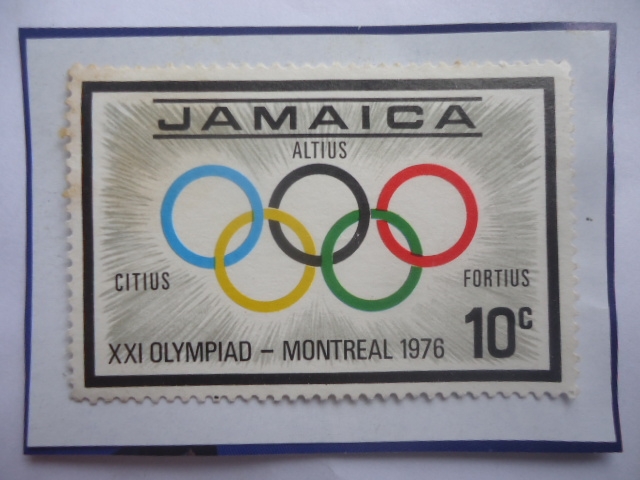 JAMAICA
ALTIUS
CITIUS FORTIUS
XXI OLYMPIAD - MONTREAL 1976 10c